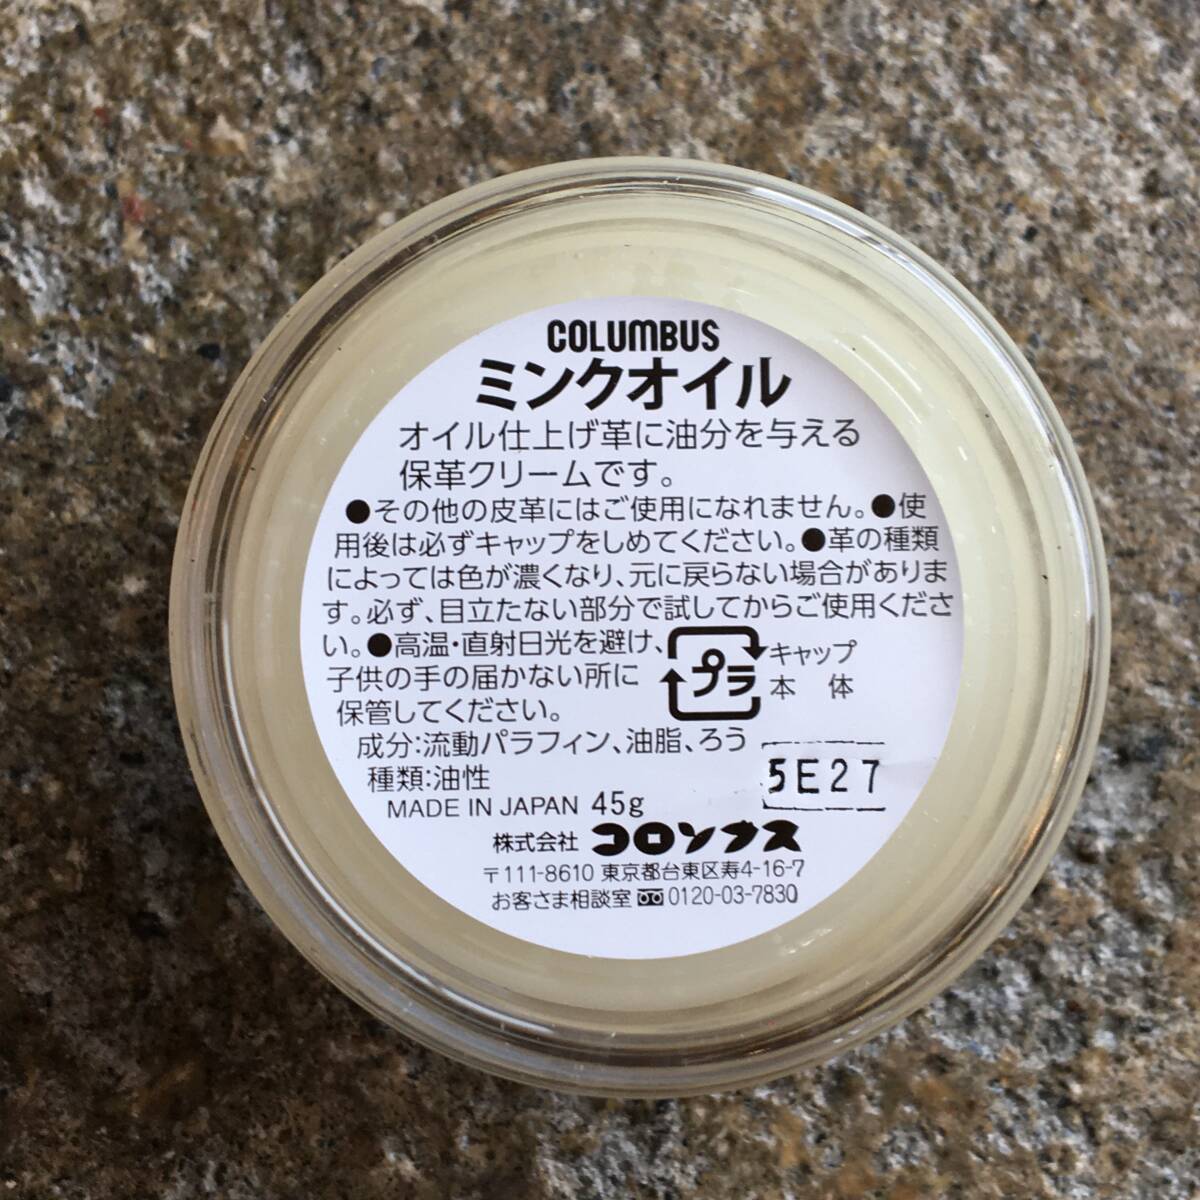 COLUMBUS
ミンクオイル
オイル仕上げ革に油分を与える
保革クリームです。
●その他の皮革にはご使用になれません。●使
用後は必ずキャップをしめてください。●革の種類
によっては色が濃くなり、元に戻らない場合がありま
す。必ず、目立たない部分で試してからご使用くださ
い。●高温・直射日光を避け、
子供の手の届かない所に
保管してください。
プラ
キャップ
本 体
成分:流動パラフィン、油脂、ろう
種類:油性
5E27
MADE IN JAPAN 45g
株式会社 コロンブス
〒111-8610 東京都台東区寿4-16-7
お客さま相談室 0120-03-7830